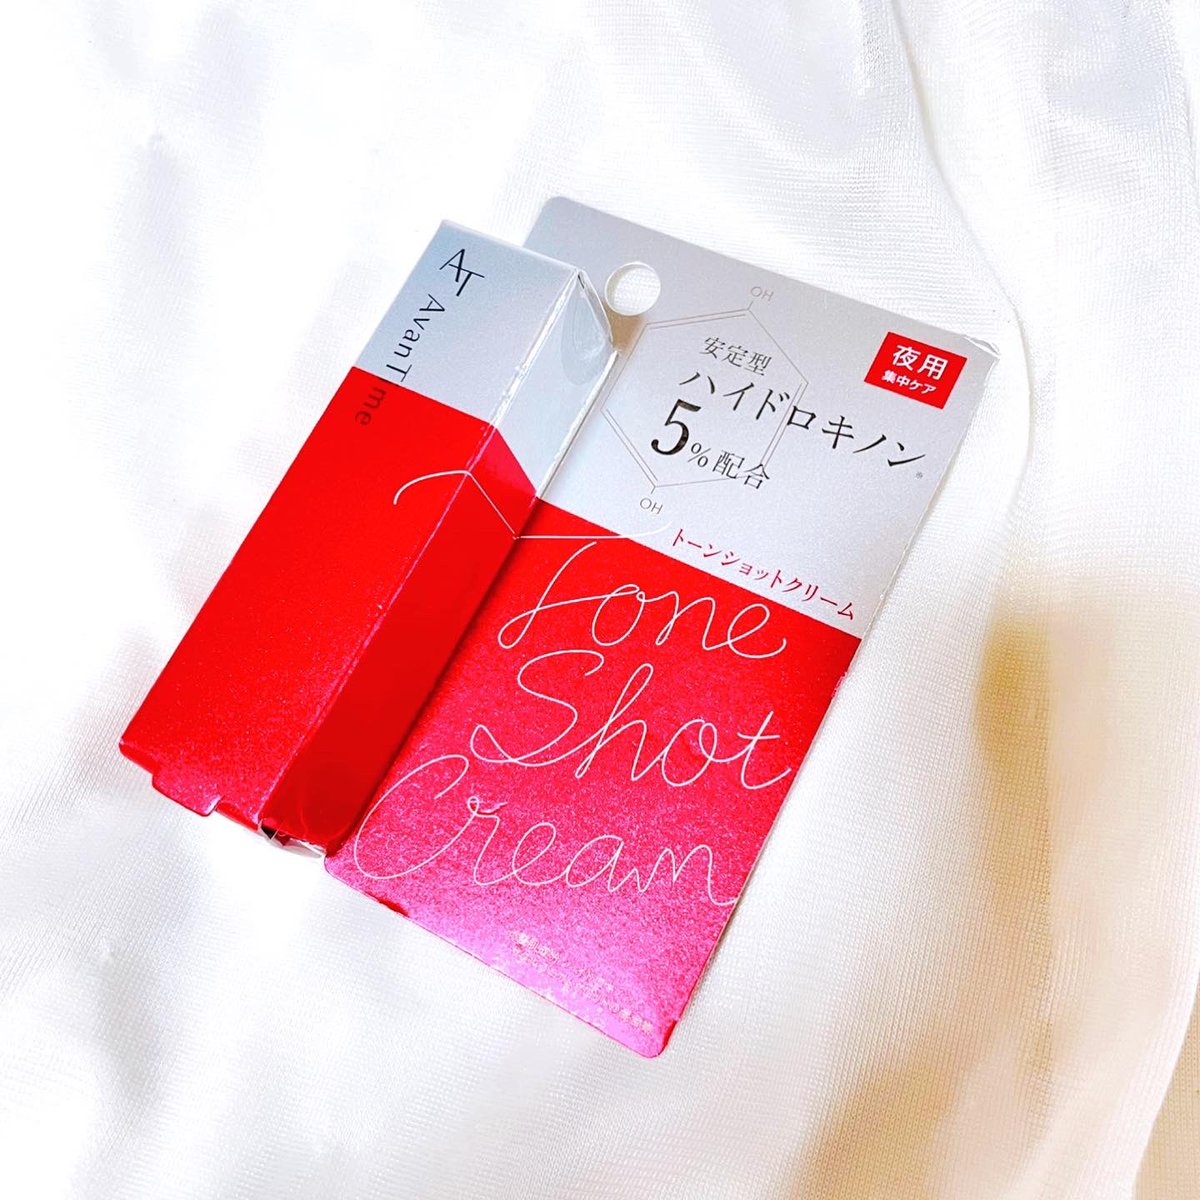 AT
AvanTime
OH
安定型
ハイドロキノン※
5%配合
OH
夜用
集中ケア
トーンショットクリーム
Tone
Shot
Cream